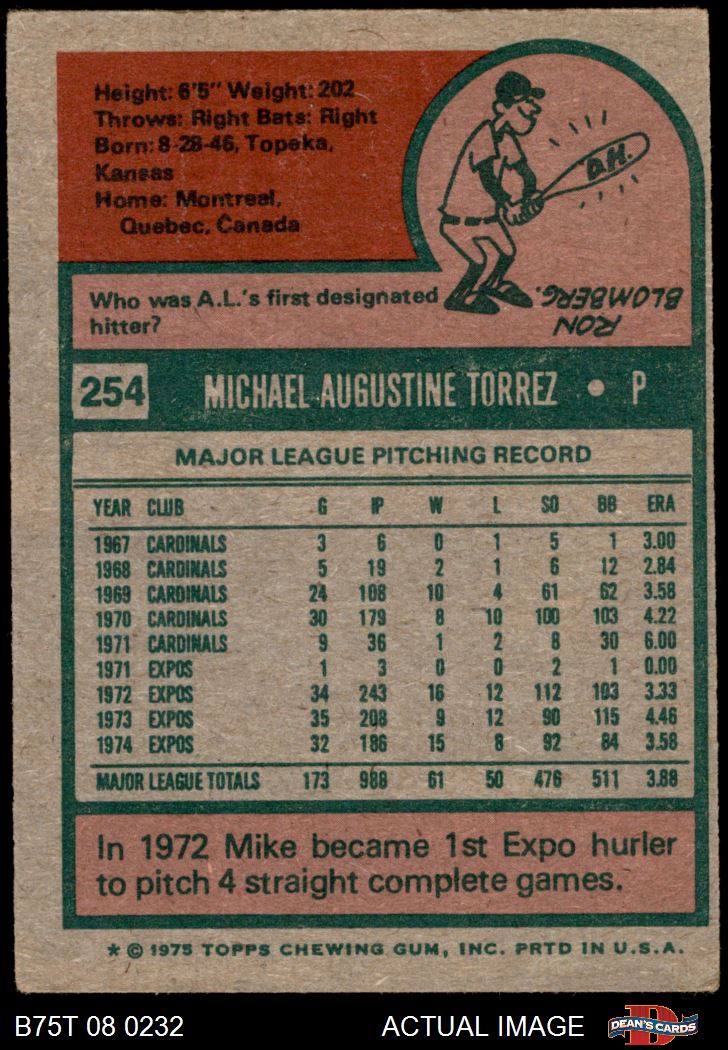 Height: 6'5" Weight: 202
Throws: Right Bats: Right
Born: 8-28-46, Topeka,
Kansas
Home: Montreal,
Quebec, Canada
D.H.
Who was A.L.'s first designated
hitter?
RON
BLOMBERG.
254 MICHAEL AUGUSTINE TORREZ • P
MAJOR LEAGUE PITCHING RECORD
YEAR CLUB G IP W L SO BB ERA
1967 CARDINALS 3 6 0 1 5 1 3.00
1968 CARDINALS 5 19 2 1 6 12 2.84
1969 CARDINALS 24 108 10 4 61 62 3.58
1970 CARDINALS 30 179 8 10 100 103 4.22
1971 CARDINALS 9 36 1 2 8 30 6.00
1971 EXPOS 1 3 0 0 2 1 0.00
1972 EXPOS 34 243 16 12 112 103 3.33
1973 EXPOS 35 208 9 12 90 115 4.46
1974 EXPOS 32 186 15 8 92 84 3.58
MAJOR LEAGUE TOTALS 173 988 61 50 476 511 3.88
In 1972 Mike became 1st Expo hurler
to pitch 4 straight complete games.
* © 1975 TOPPS CHEWING GUM, INC. PRTD IN U.S.A.
B75T 08 0232 ACTUAL IMAGE D DEAN'S CARDS